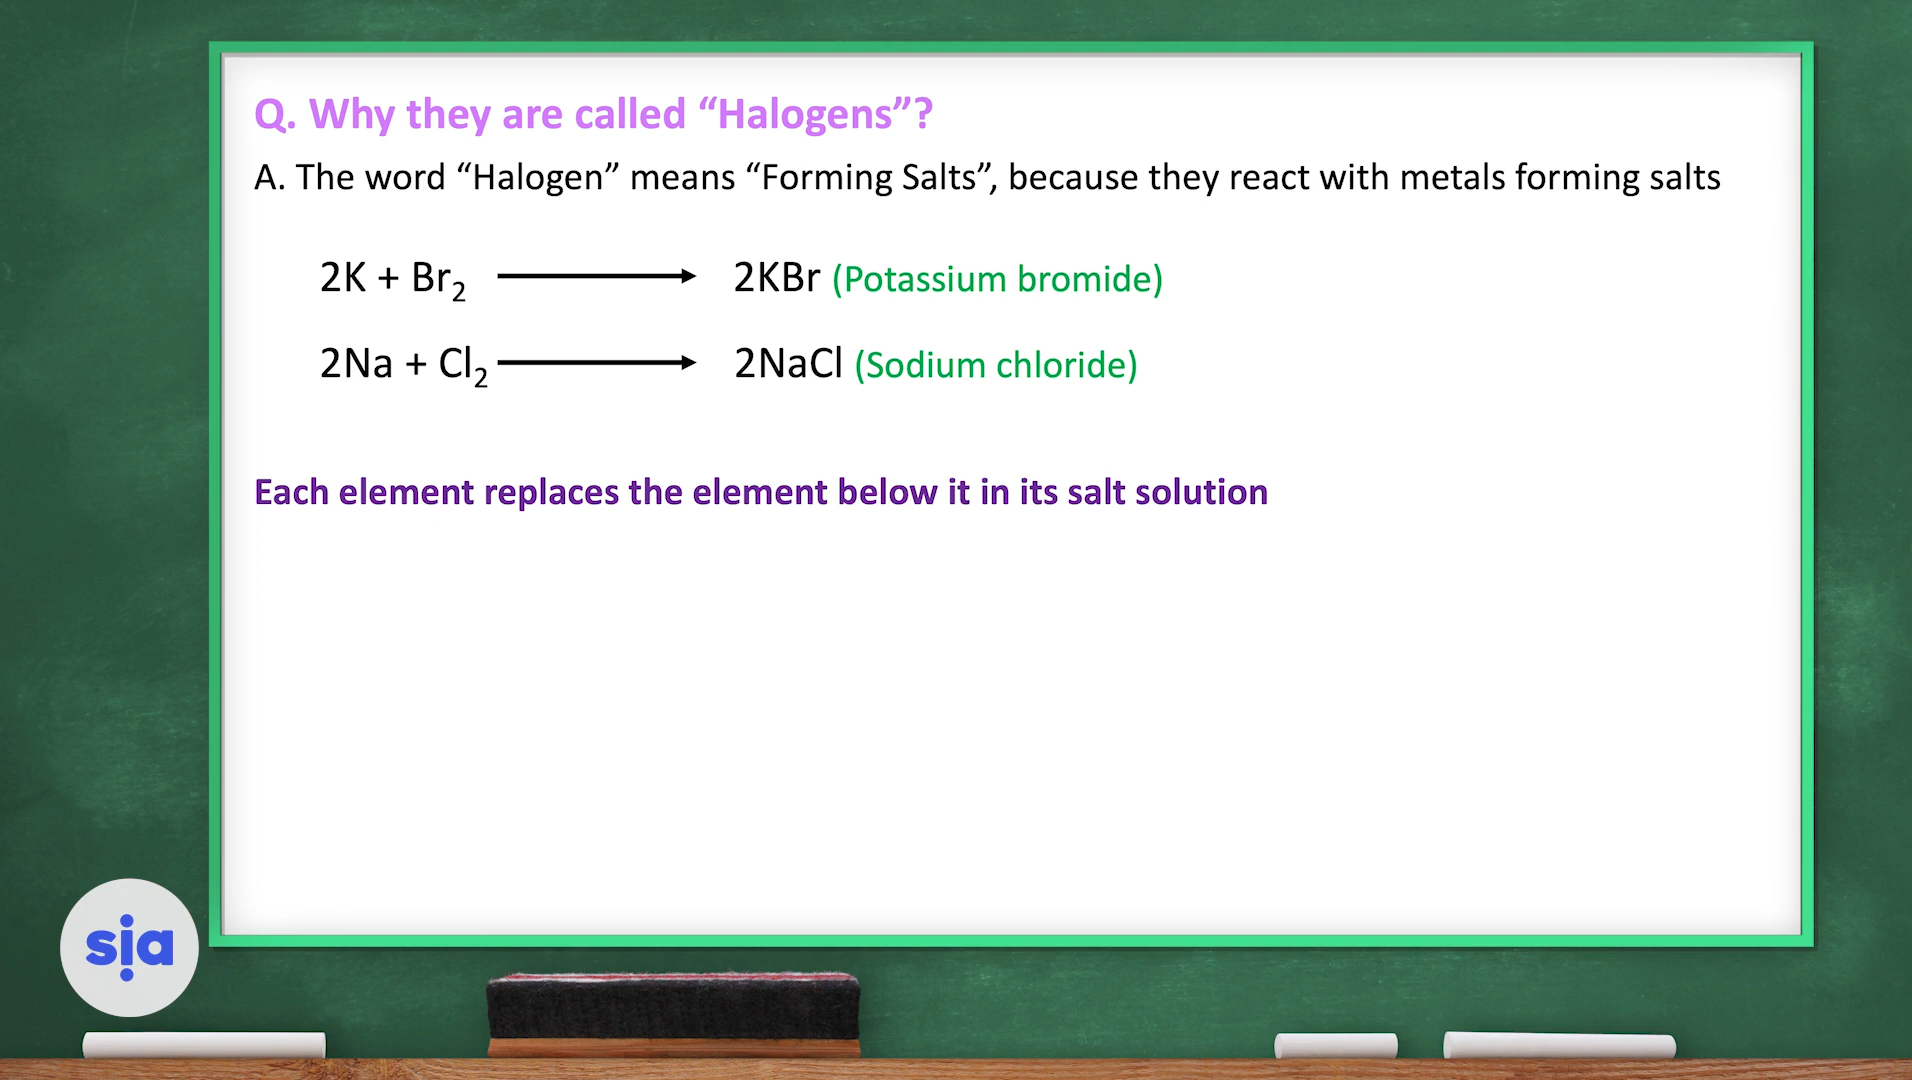 Q. Why they are called “Halogens”?
A. The word “Halogen” means “Forming Salts”, because they react with metals forming salts
2K + Br₂ ⟶ 2KBr (Potassium bromide)
2Na + Cl₂ ⟶ 2NaCl (Sodium chloride)
Each element replaces the element below it in its salt solution
sia